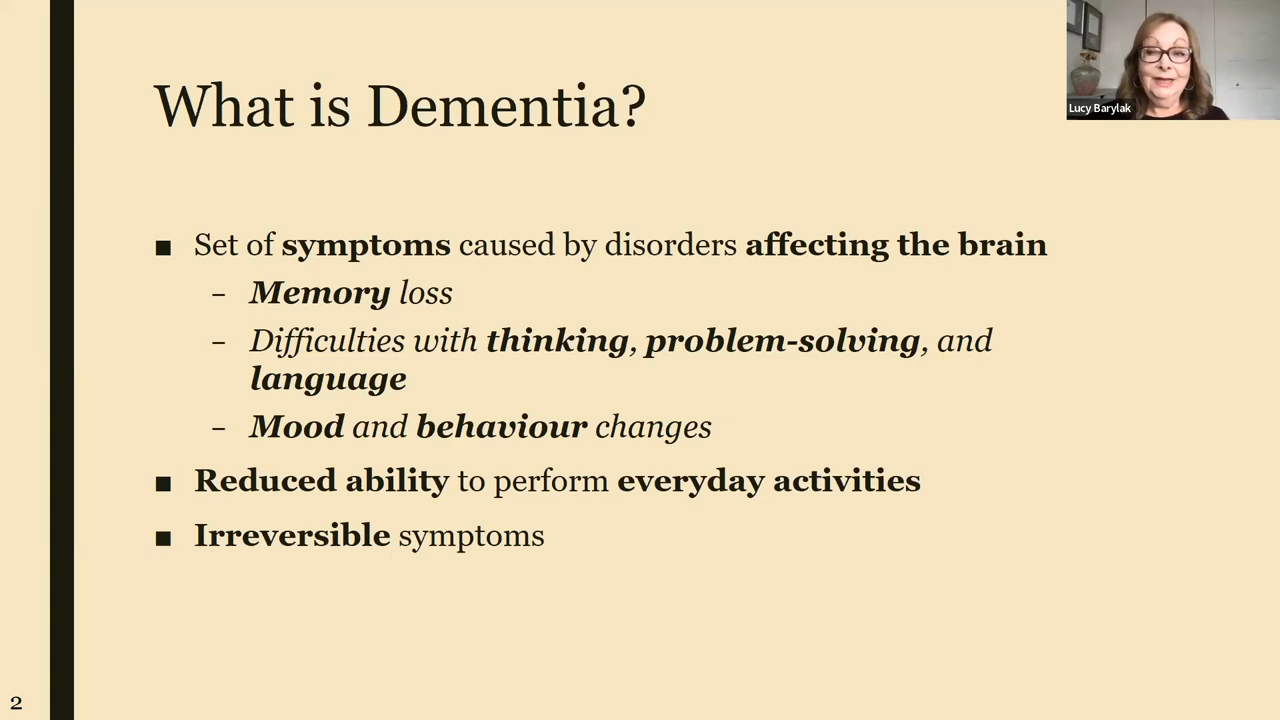 What is Dementia?
Lucy Barylak
■ Set of symptoms caused by disorders affecting the brain
– Memory loss
– Difficulties with thinking, problem-solving, and
language
– Mood and behaviour changes
■ Reduced ability to perform everyday activities
■ Irreversible symptoms
2